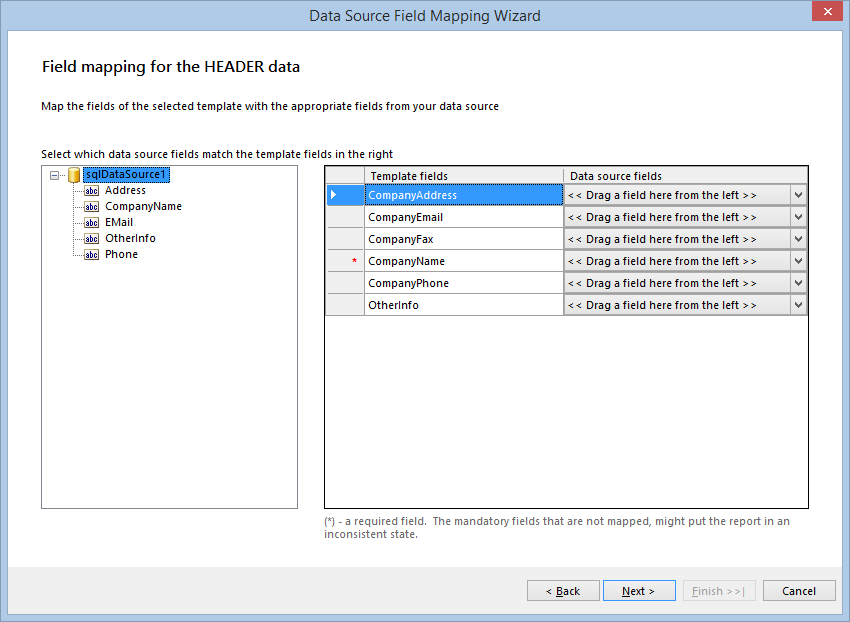 Data Source Field Mapping Wizard
Field mapping for the HEADER data
Map the fields of the selected template with the appropriate fields from your data source
Select which data source fields match the template fields in the right
sqlDataSource1
abc Address
abc CompanyName
abc EMail
abc OtherInfo
abc Phone
Template fields Data source fields
CompanyAddress << Drag a field here from the left >>
CompanyEmail << Drag a field here from the left >>
CompanyFax << Drag a field here from the left >>
* CompanyName << Drag a field here from the left >>
CompanyPhone << Drag a field here from the left >>
OtherInfo << Drag a field here from the left >>
(*) - a required field. The mandatory fields that are not mapped, might put the report in an
inconsistent state.
< Back Next > Finish >>| Cancel